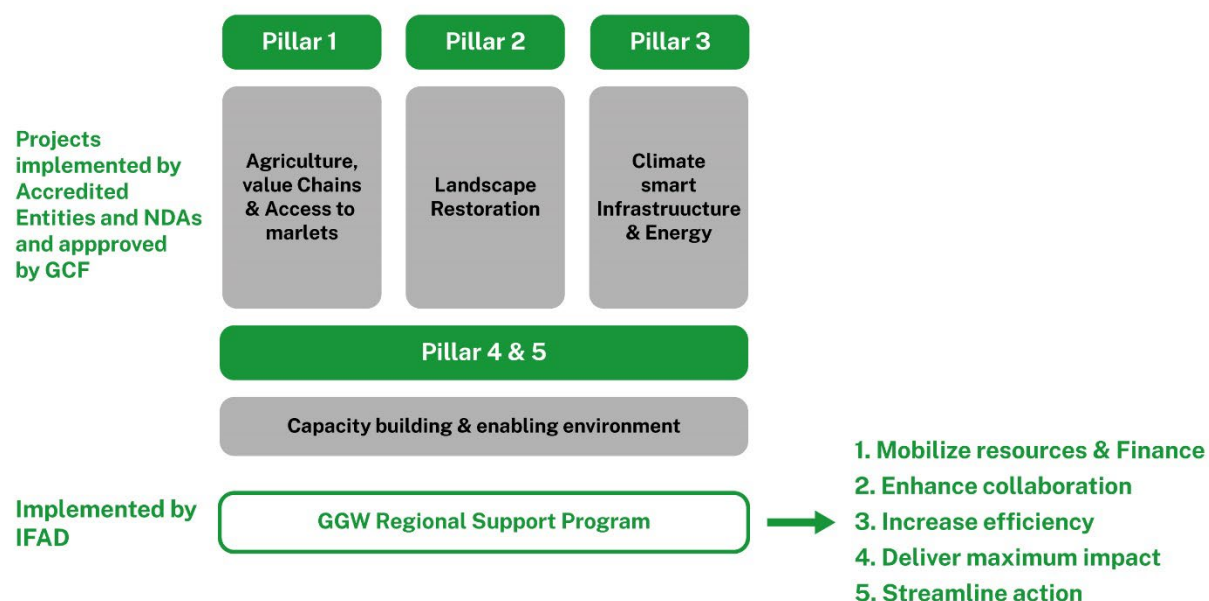 Pillar 1
Pillar 2
Pillar 3
Projects
implemented by
Accredited
Entities and NDAs
and appproved
by GCF
Agriculture,
value Chains
& Access to
marlets
Landscape
Restoration
Climate
smart
Infrastruucture
& Energy
Pillar 4 & 5
Capacity building & enabling environment
Implemented by
IFAD
GGW Regional Support Program
1. Mobilize resources & Finance
2. Enhance collaboration
3. Increase efficiency
4. Deliver maximum impact
5. Streamline action